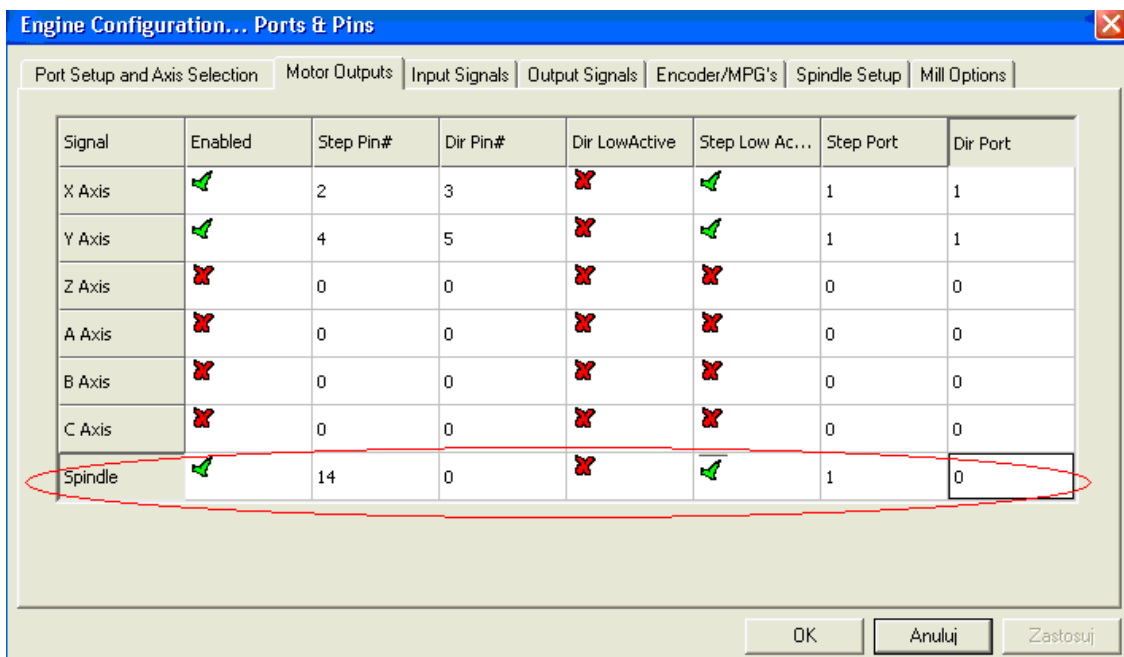 Engine Configuration... Ports & Pins
Port Setup and Axis Selection Motor Outputs Input Signals Output Signals Encoder/MPG's Spindle Setup Mill Options
Signal Enabled Step Pin# Dir Pin# Dir LowActive Step Low Ac... Step Port Dir Port
X Axis 2 3 1 1
Y Axis 4 5 1 1
Z Axis 0 0 0 0
A Axis 0 0 0 0
B Axis 0 0 0 0
C Axis 0 0 0 0
Spindle 14 0 1 0
OK Anuluj Zastosuj